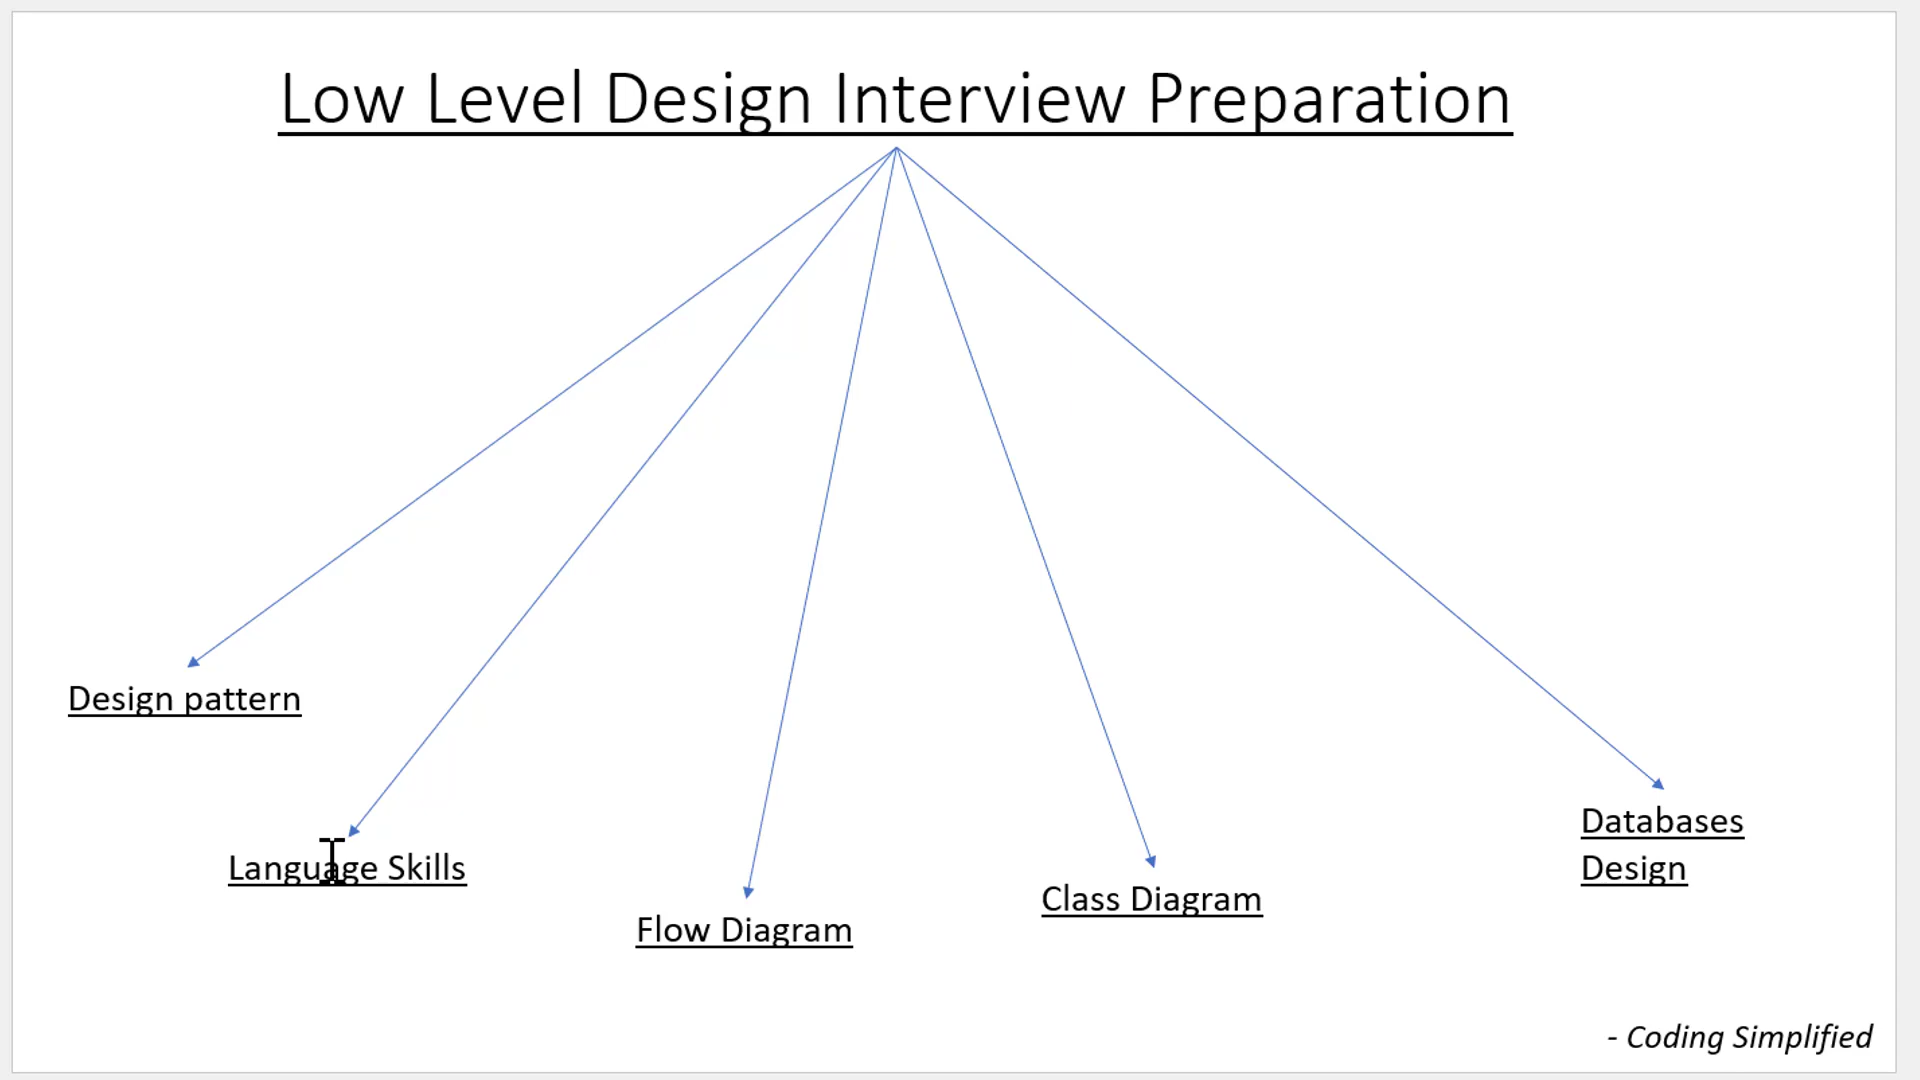 Low Level Design Interview Preparation
Design pattern
Language Skills
Flow Diagram
Class Diagram
Databases
Design
- Coding Simplified